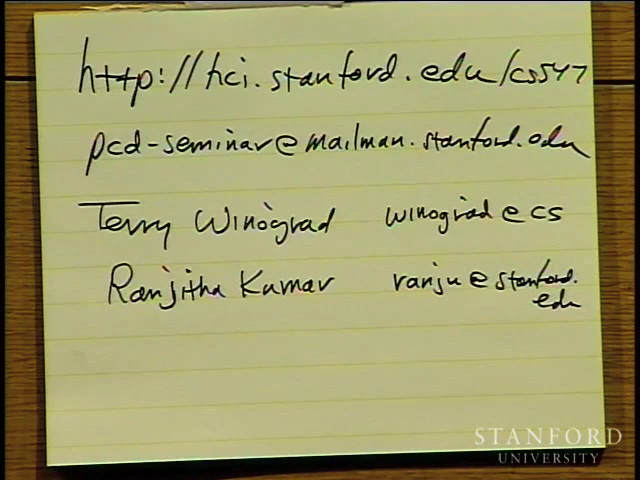 http://hci.stanford.edu/cs547
pcd-seminar@mailman.stanford.edu
Terry Winograd winograd@cs
Ranjitha Kumar ranju@stanford.
edu
STANFORD
UNIVERSITY